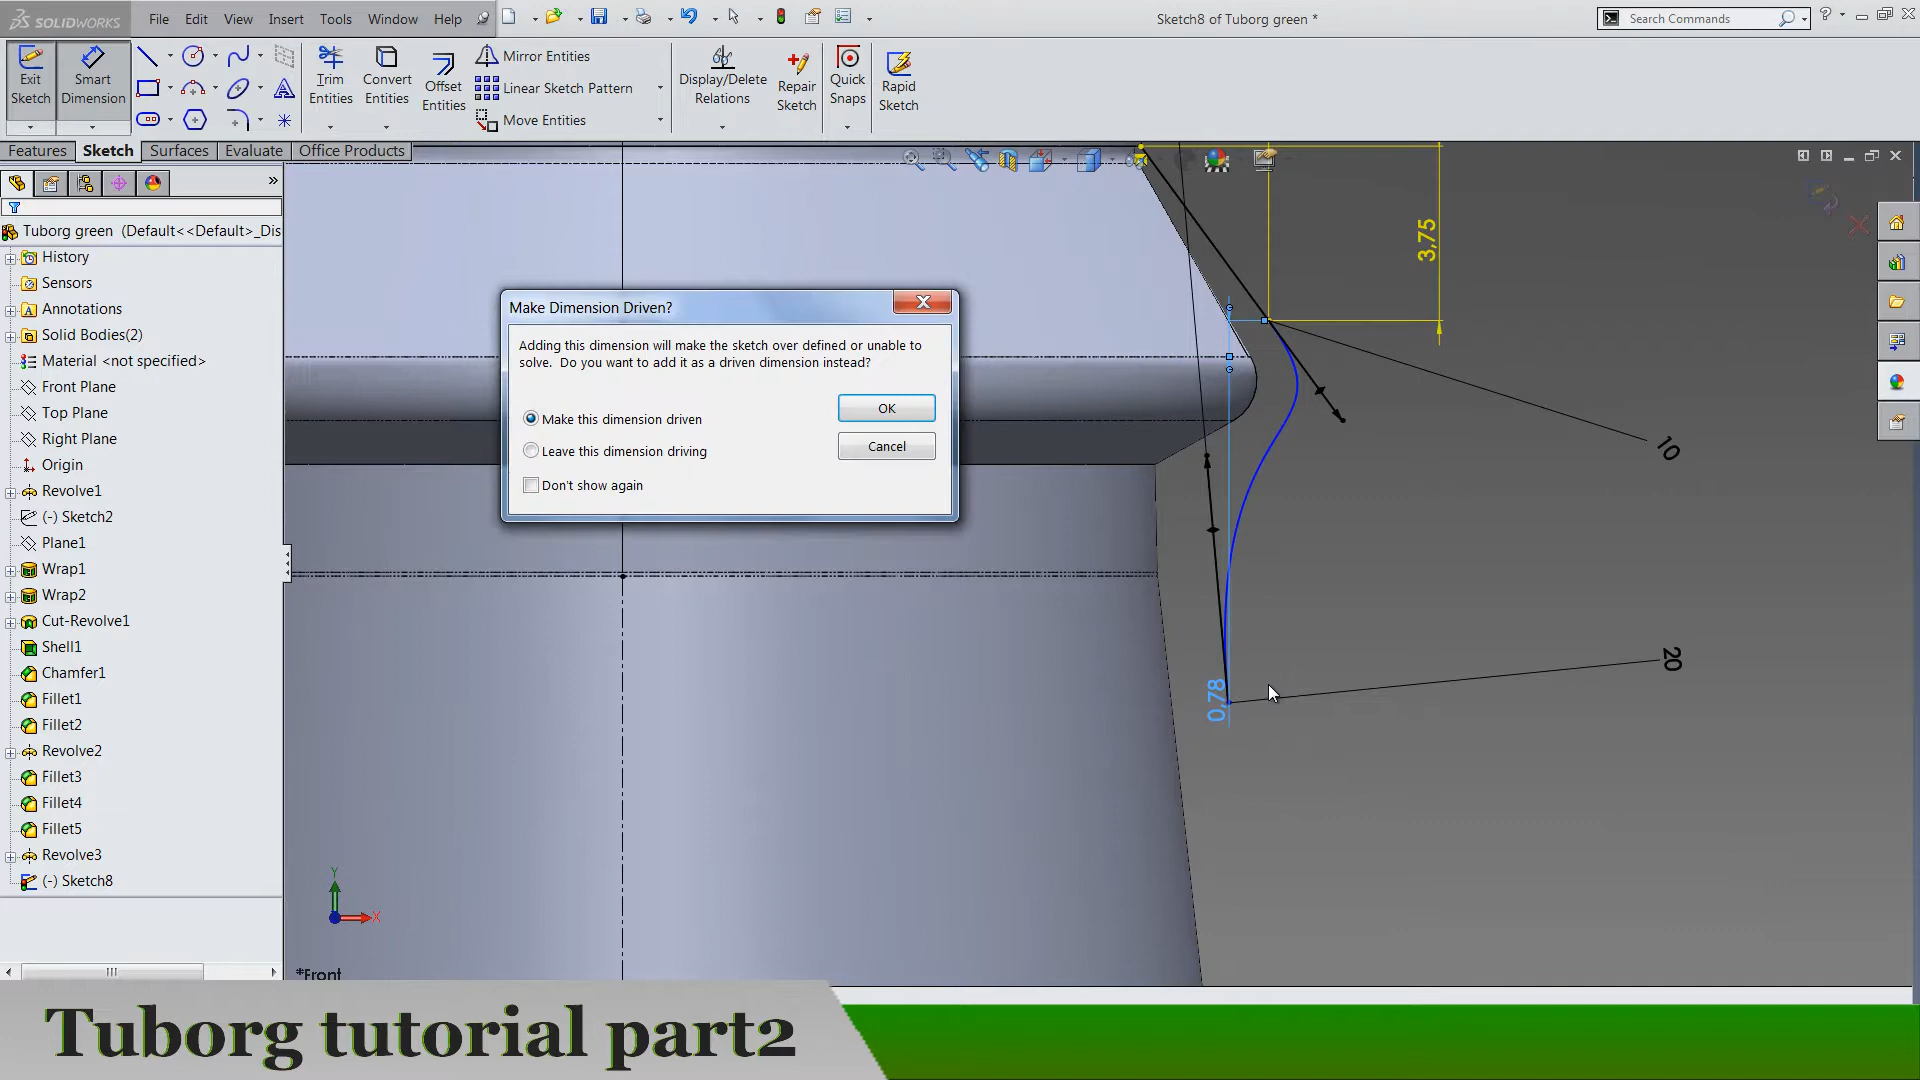 SOLIDWORKS File Edit View Insert Tools Window Help
Sketch8 of Tuborg green *
Search Commands
Exit Sketch
Smart Dimension
Trim Entities
Convert Entities
Offset Entities
Mirror Entities
Linear Sketch Pattern
Move Entities
Display/Delete Relations
Repair Sketch
Quick Snaps
Rapid Sketch
Features Sketch Surfaces Evaluate Office Products
Tuborg green (Default<<Default>_Dis
History
Sensors
Annotations
Solid Bodies(2)
Material <not specified>
Front Plane
Top Plane
Right Plane
Origin
Revolve1
(-) Sketch2
Plane1
Wrap1
Wrap2
Cut-Revolve1
Shell1
Chamfer1
Fillet1
Fillet2
Revolve2
Fillet3
Fillet4
Fillet5
Revolve3
(-) Sketch8
Make Dimension Driven?
Adding this dimension will make the sketch over defined or unable to
solve. Do you want to add it as a driven dimension instead?
Make this dimension driven
Leave this dimension driving
Don't show again
OK
Cancel
3,75
10
20
0,78
Y
X
*Front
Tuborg tutorial part2